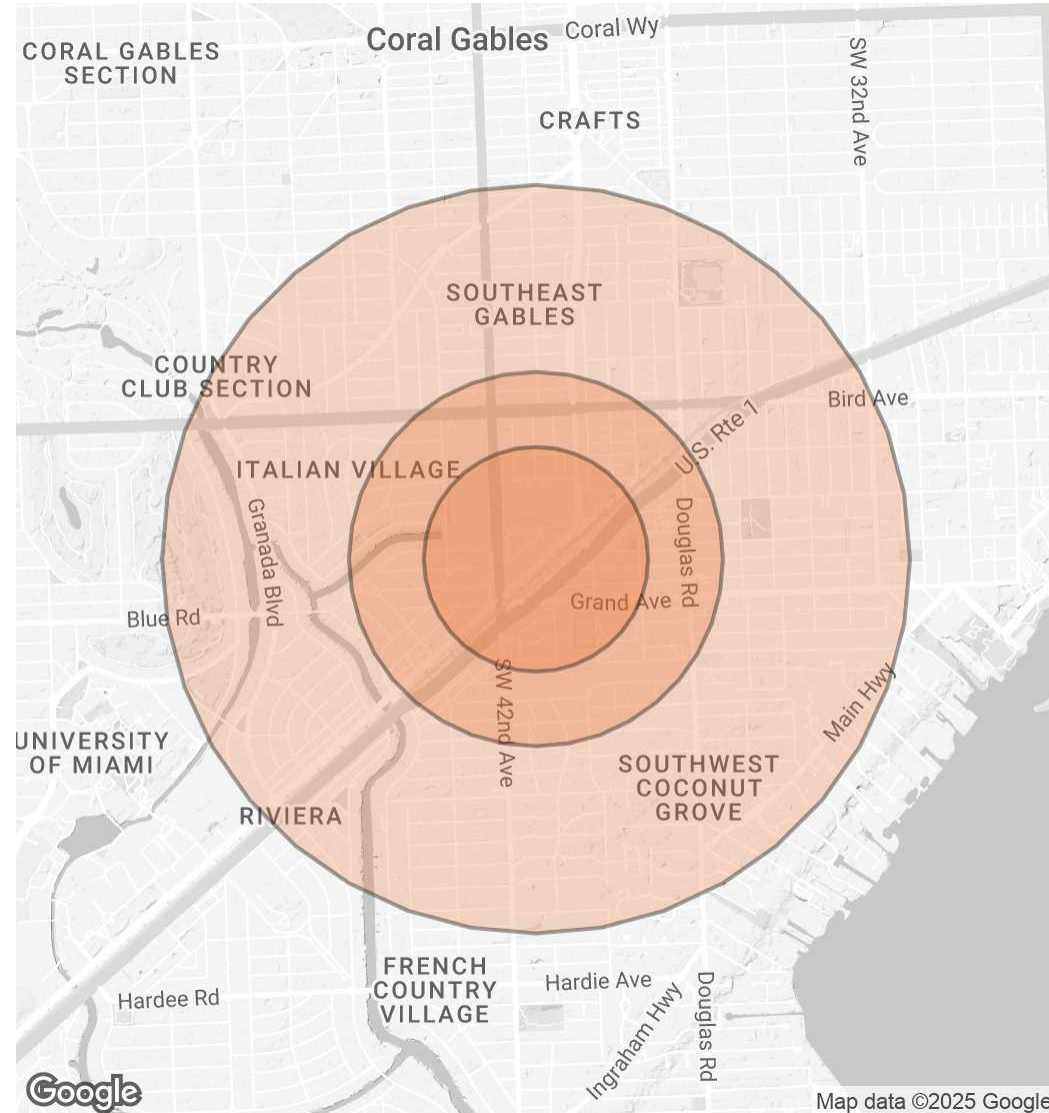 Coral Gables
Coral Wy
CORAL GABLES
SECTION
SW 32nd Ave
CRAFTS
SOUTHEAST
GABLES
COUNTRY
CLUB SECTION
Bird Ave
U.S. Rte 1
ITALIAN VILLAGE
Granada Blvd
Douglas Rd
Grand Ave
Blue Rd
SW 42nd Ave
Main Hwy
UNIVERSITY
OF MIAMI
SOUTHWEST
COCONUT
GROVE
RIVIERA
FRENCH
COUNTRY
VILLAGE
Hardie Ave
Hardee Rd
Ingraham Hwy
Douglas Rd
Google
Map data ©2025 Google